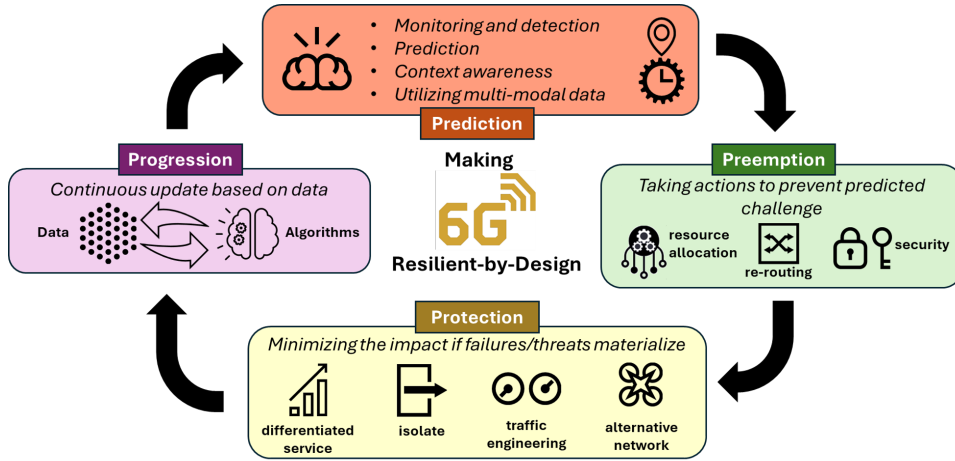 • Monitoring and detection
• Prediction
• Context awareness
• Utilizing multi-modal data
Prediction
Making
6G
Resilient-by-Design
Progression
Continuous update based on data
Data
Algorithms
Preemption
Taking actions to prevent predicted
challenge
resource
allocation
re-routing
security
Protection
Minimizing the impact if failures/threats materialize
differentiated
service
isolate
traffic
engineering
alternative
network